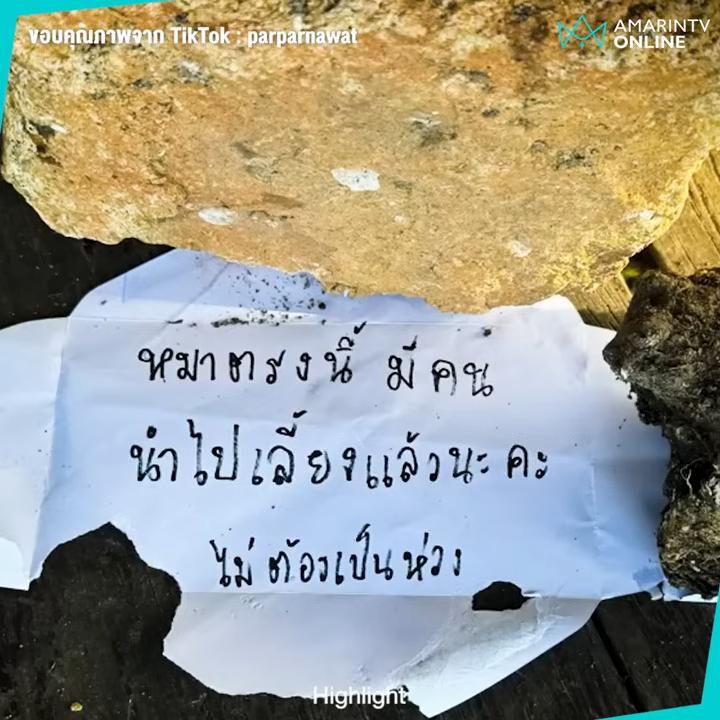 ขอบคุณภาพจาก TikTok : parparnawat
AMARINTV
ONLINE
หมาตรงนี้ มีคน
นำไปเลี้ยงแล้วนะ คะ
ไม่ต้องเป็นห่วง
Highlight